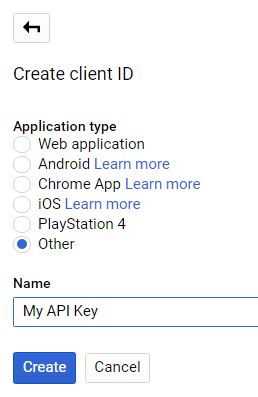 Create client ID
Application type
Web application
Android Learn more
Chrome App Learn more
iOS Learn more
PlayStation 4
Other
Name
My API Key
Create Cancel